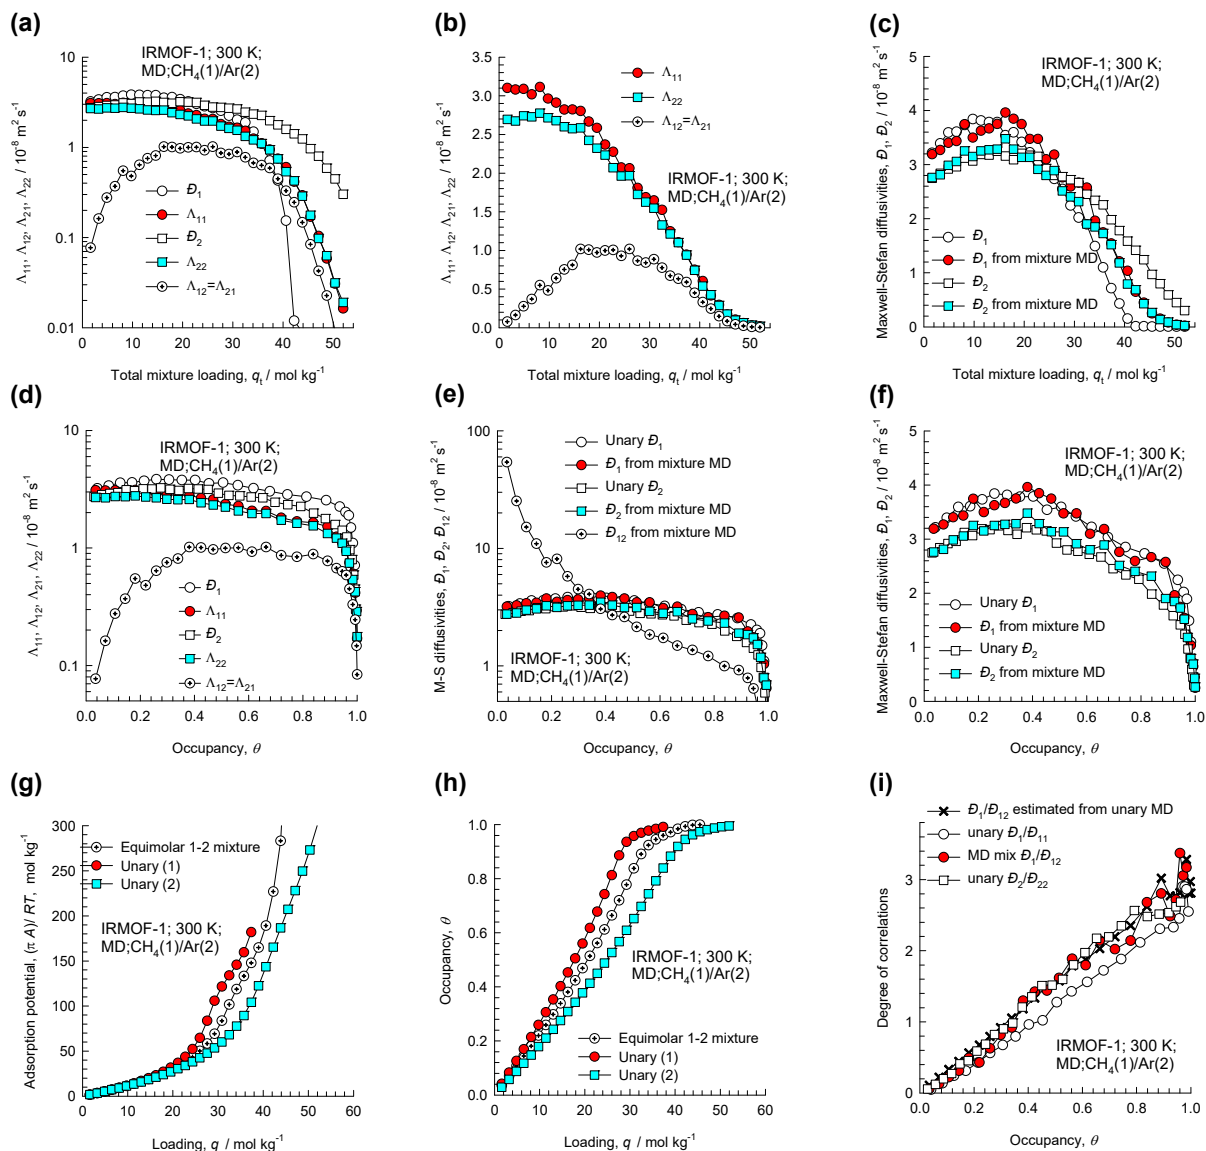 (a)
IRMOF-1; 300 K;
MD;CH₄(1)/Ar(2)
Λ₁₁, Λ₁₂, Λ₂₁, Λ₂₂ / 10⁻⁸ m² s⁻¹
10
1
0.1
0.01
Đ₁
Λ₁₁
Đ₂
Λ₂₂
Λ₁₂=Λ₂₁
0 10 20 30 40 50
Total mixture loading, qₜ / mol kg⁻¹
(b)
Λ₁₁, Λ₁₂, Λ₂₁, Λ₂₂ / 10⁻⁸ m² s⁻¹
3.5
3.0
2.5
2.0
1.5
1.0
0.5
0.0
Λ₁₁
Λ₂₂
Λ₁₂=Λ₂₁
IRMOF-1; 300 K;
MD;CH₄(1)/Ar(2)
0 10 20 30 40 50 60
Total mixture loading, qₜ / mol kg⁻¹
(c)
IRMOF-1; 300 K;
MD;CH₄(1)/Ar(2)
Maxwell-Stefan diffusivities, Đ₁, Đ₂ / 10⁻⁸ m² s⁻¹
5
4
3
2
1
0
Đ₁
Đ₁ from mixture MD
Đ₂
Đ₂ from mixture MD
0 10 20 30 40 50
Total mixture loading, qₜ / mol kg⁻¹
(d)
IRMOF-1; 300 K;
MD;CH₄(1)/Ar(2)
Λ₁₁, Λ₁₂, Λ₂₁, Λ₂₂ / 10⁻⁸ m² s⁻¹
10
1
0.1
Đ₁
Λ₁₁
Đ₂
Λ₂₂
Λ₁₂=Λ₂₁
0.0 0.2 0.4 0.6 0.8 1.0
Occupancy, θ
(e)
M-S diffusivities, Đ₁, Đ₂, Đ₁₂ / 10⁻⁸ m² s⁻¹
100
10
1
Unary Đ₁
Đ₁ from mixture MD
Unary Đ₂
Đ₂ from mixture MD
Đ₁₂ from mixture MD
IRMOF-1; 300 K;
MD;CH₄(1)/Ar(2)
0.0 0.2 0.4 0.6 0.8 1.0
Occupancy, θ
(f)
IRMOF-1; 300 K;
MD;CH₄(1)/Ar(2)
Maxwell-Stefan diffusivities, Đ₁, Đ₂ / 10⁻⁸ m² s⁻¹
5
4
3
2
1
0
Unary Đ₁
Đ₁ from mixture MD
Unary Đ₂
Đ₂ from mixture MD
0.0 0.2 0.4 0.6 0.8 1.0
Occupancy, θ
(g)
Adsorption potential, (π A)/ RT, mol kg⁻¹
300
250
200
150
100
50
0
Equimolar 1-2 mixture
Unary (1)
Unary (2)
IRMOF-1; 300 K;
MD;CH₄(1)/Ar(2)
0 10 20 30 40 50 60
Loading, q / mol kg⁻¹
(h)
Occupancy, θ
1.0
0.8
0.6
0.4
0.2
0.0
IRMOF-1; 300 K;
MD;CH₄(1)/Ar(2)
Equimolar 1-2 mixture
Unary (1)
Unary (2)
0 10 20 30 40 50 60
Loading, q / mol kg⁻¹
(i)
Degree of correlations
3
2
1
0
Đ₁/Đ₁₂ estimated from unary MD
unary Đ₁/Đ₁₁
MD mix Đ₁/Đ₁₂
unary Đ₂/Đ₂₂
IRMOF-1; 300 K;
MD;CH₄(1)/Ar(2)
0.0 0.2 0.4 0.6 0.8 1.0
Occupancy, θ